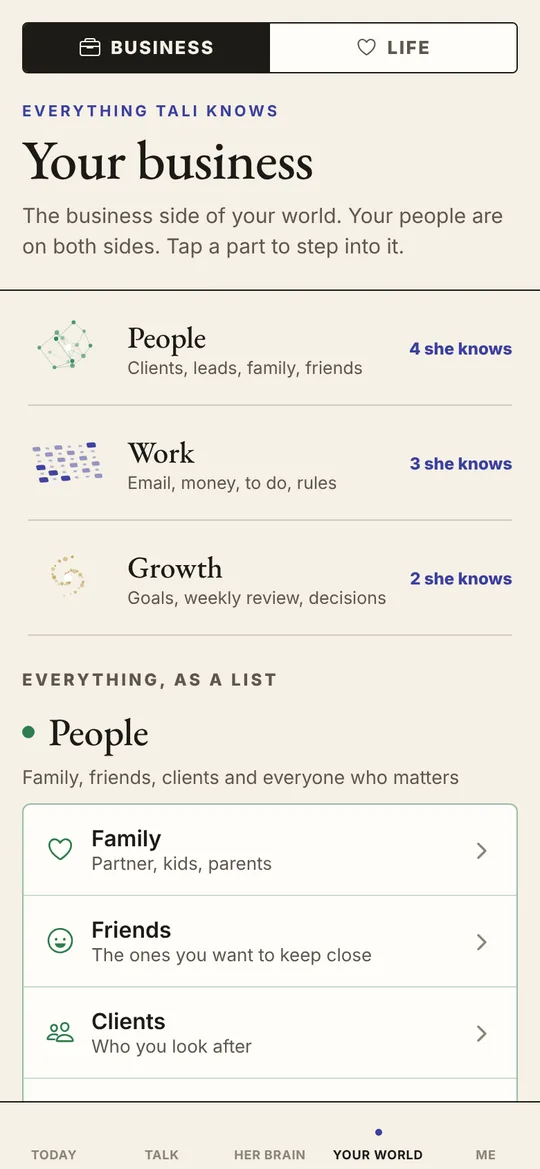 BUSINESS
LIFE
EVERYTHING TALI KNOWS
Your business
The business side of your world. Your people are
on both sides. Tap a part to step into it.
People
Clients, leads, family, friends
4 she knows
Work
Email, money, to do, rules
3 she knows
Growth
Goals, weekly review, decisions
2 she knows
EVERYTHING, AS A LIST
People
Family, friends, clients and everyone who matters
Family
Partner, kids, parents
Friends
The ones you want to keep close
Clients
Who you look after
TODAY
TALK
HER BRAIN
YOUR WORLD
ME